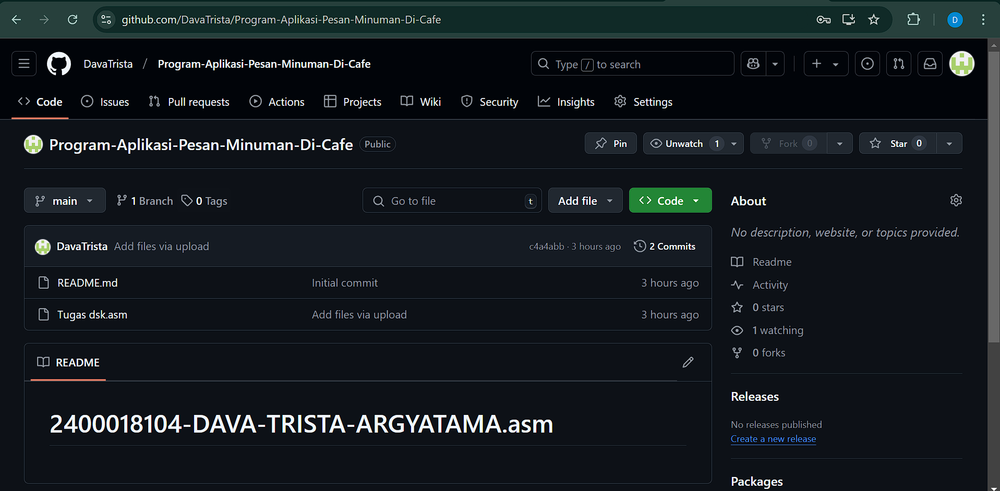 github.com/DavaTrista/Program-Aplikasi-Pesan-Minuman-Di-Cafe
D
DavaTrista / Program-Aplikasi-Pesan-Minuman-Di-Cafe
Type / to search
Code Issues Pull requests Actions Projects Wiki Security Insights Settings
Program-Aplikasi-Pesan-Minuman-Di-Cafe Public
Pin Unwatch 1 Fork 0 Star 0
main 1 Branch 0 Tags Go to file t Add file Code
DavaTrista Add files via upload c4a4abb · 3 hours ago 2 Commits
README.md Initial commit 3 hours ago
Tugas dsk.asm Add files via upload 3 hours ago
README
2400018104-DAVA-TRISTA-ARGYATAMA.asm
About
No description, website, or topics provided.
Readme
Activity
0 stars
1 watching
0 forks
Releases
No releases published
Create a new release
Packages